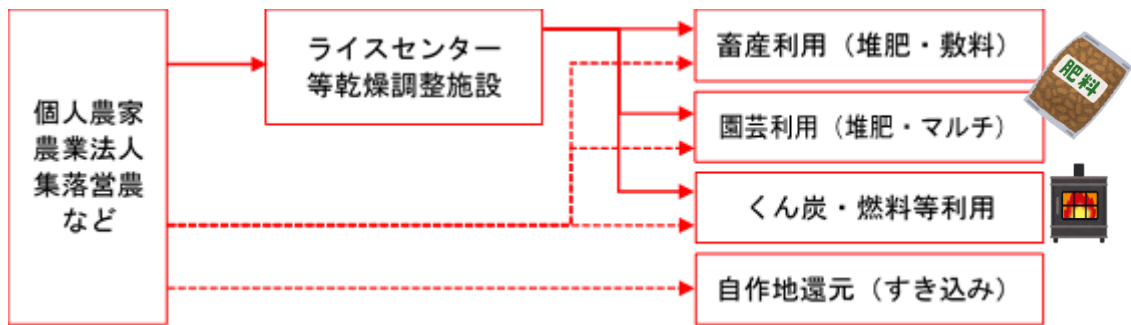 個人農家
農業法人
集落営農
など
ライスセンター
等乾燥調整施設
畜産利用（堆肥・敷料）
園芸利用（堆肥・マルチ）
くん炭・燃料等利用
自作地還元（すき込み）
肥料